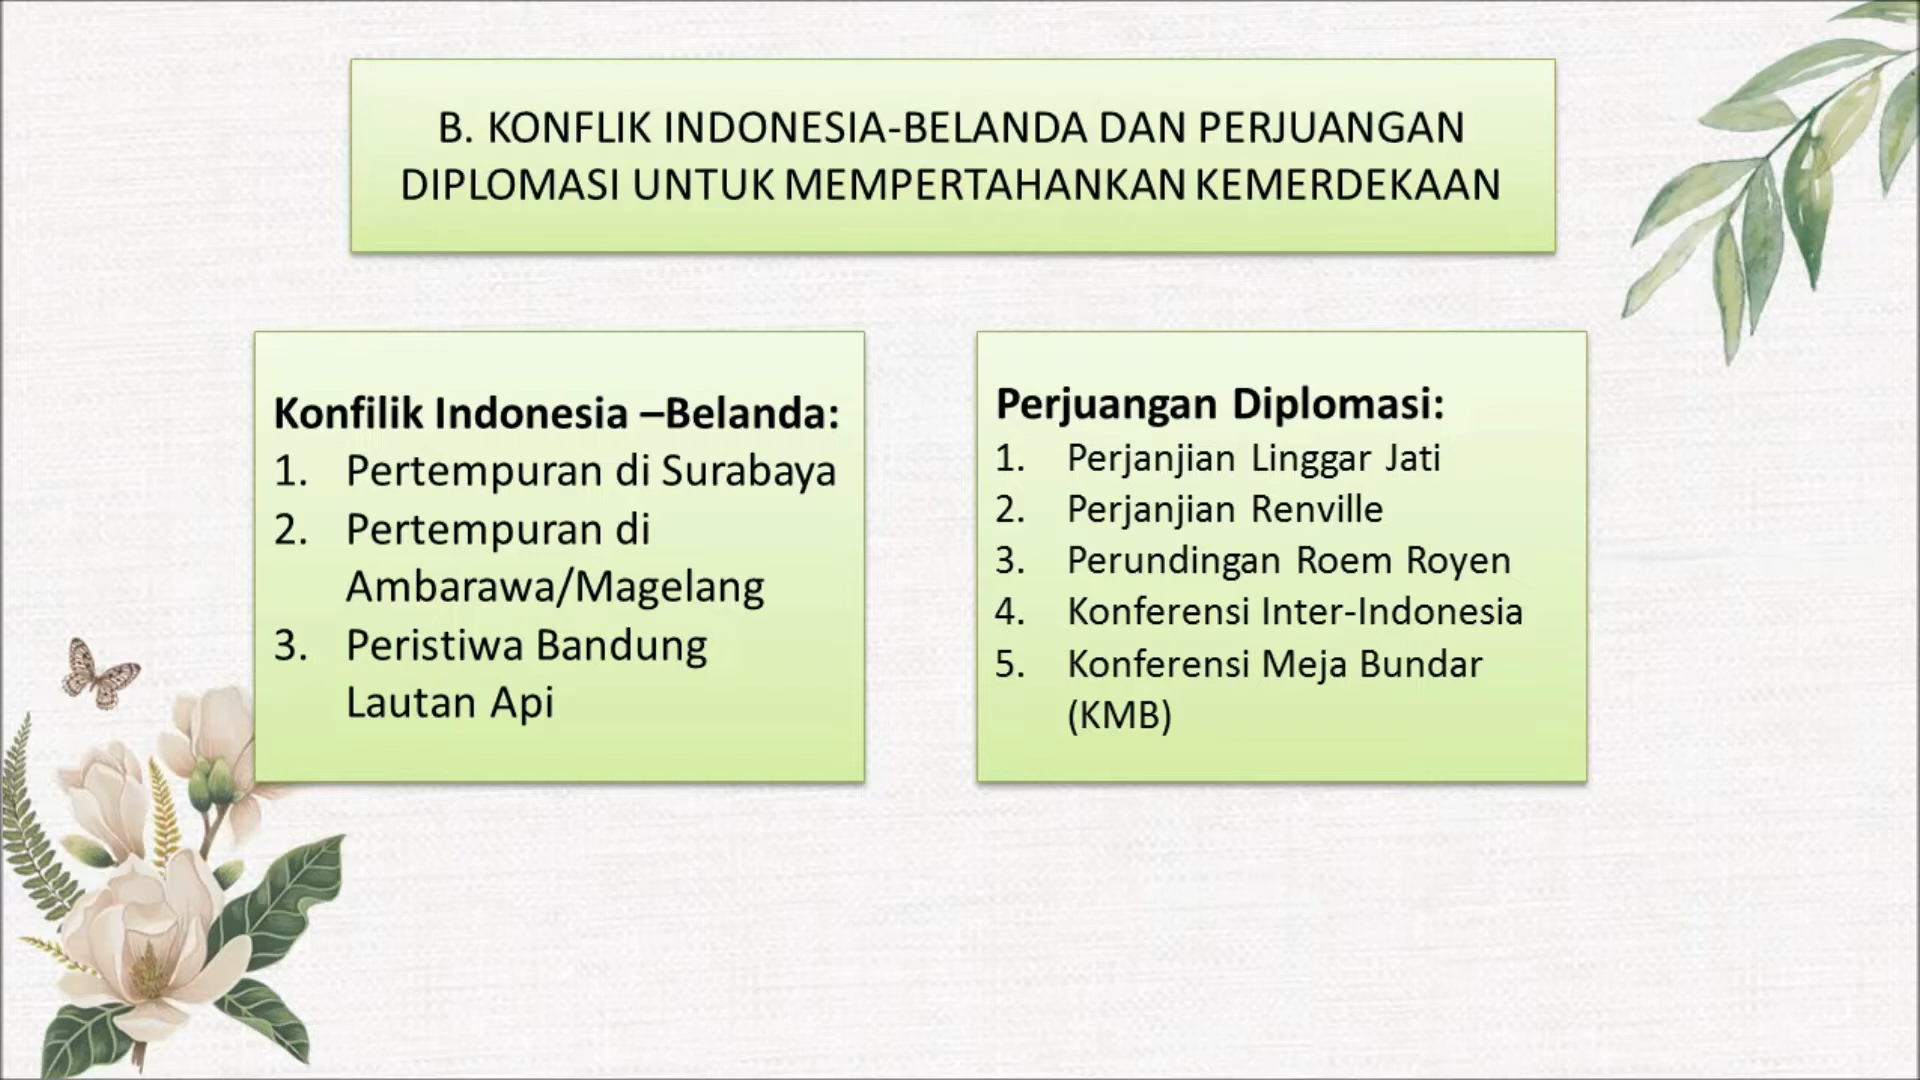 B. KONFLIK INDONESIA-BELANDA DAN PERJUANGAN
DIPLOMASI UNTUK MEMPERTAHANKAN KEMERDEKAAN
Konfilik Indonesia –Belanda:
1. Pertempuran di Surabaya
2. Pertempuran di
Ambarawa/Magelang
3. Peristiwa Bandung
Lautan Api
Perjuangan Diplomasi:
1. Perjanjian Linggar Jati
2. Perjanjian Renville
3. Perundingan Roem Royen
4. Konferensi Inter-Indonesia
5. Konferensi Meja Bundar
(KMB)